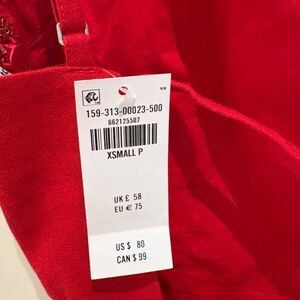 159-313-00023-500
662125507
XSMALL P
UK £ 58
EU € 75
US $ 80
CAN $ 99